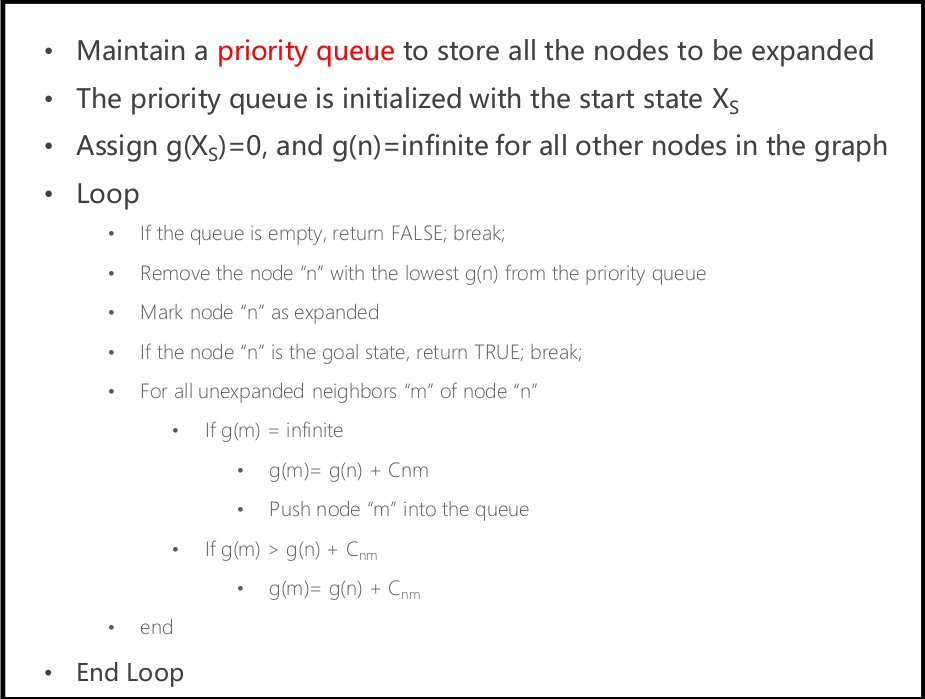 • Maintain a priority queue to store all the nodes to be expanded
• The priority queue is initialized with the start state X_S
• Assign g(X_S)=0, and g(n)=infinite for all other nodes in the graph
• Loop
• If the queue is empty, return FALSE; break;
• Remove the node “n” with the lowest g(n) from the priority queue
• Mark node “n” as expanded
• If the node “n” is the goal state, return TRUE; break;
• For all unexpanded neighbors “m” of node “n”
• If g(m) = infinite
• g(m)= g(n) + Cnm
• Push node “m” into the queue
• If g(m) > g(n) + C_nm
• g(m)= g(n) + C_nm
• end
• End Loop